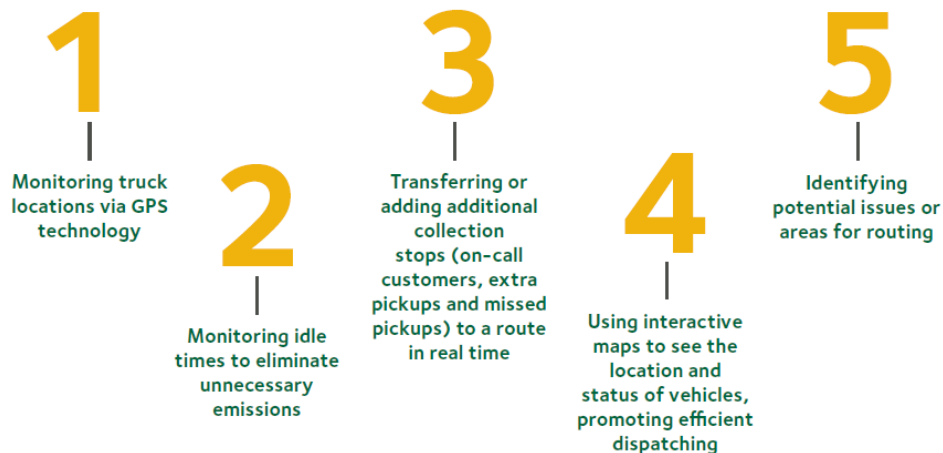 1
Monitoring truck
locations via GPS
technology
2
Monitoring idle
times to eliminate
unnecessary
emissions
3
Transferring or
adding additional
collection
stops (on-call
customers, extra
pickups and missed
pickups) to a route
in real time
4
Using interactive
maps to see the
location and
status of vehicles,
promoting efficient
dispatching
5
Identifying
potential issues or
areas for routing